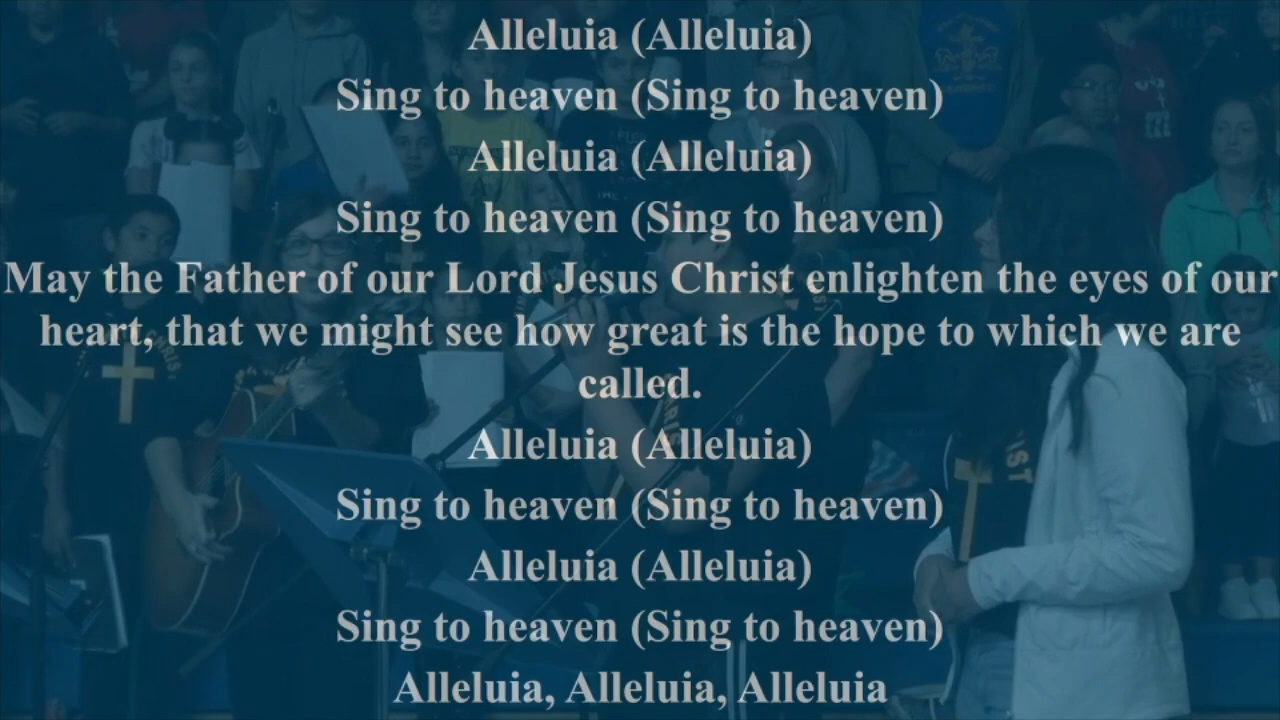 Alleluia (Alleluia)
Sing to heaven (Sing to heaven)
Alleluia (Alleluia)
Sing to heaven (Sing to heaven)
May the Father of our Lord Jesus Christ enlighten the eyes of our
heart, that we might see how great is the hope to which we are
called.
Alleluia (Alleluia)
Sing to heaven (Sing to heaven)
Alleluia (Alleluia)
Sing to heaven (Sing to heaven)
Alleluia, Alleluia, Alleluia